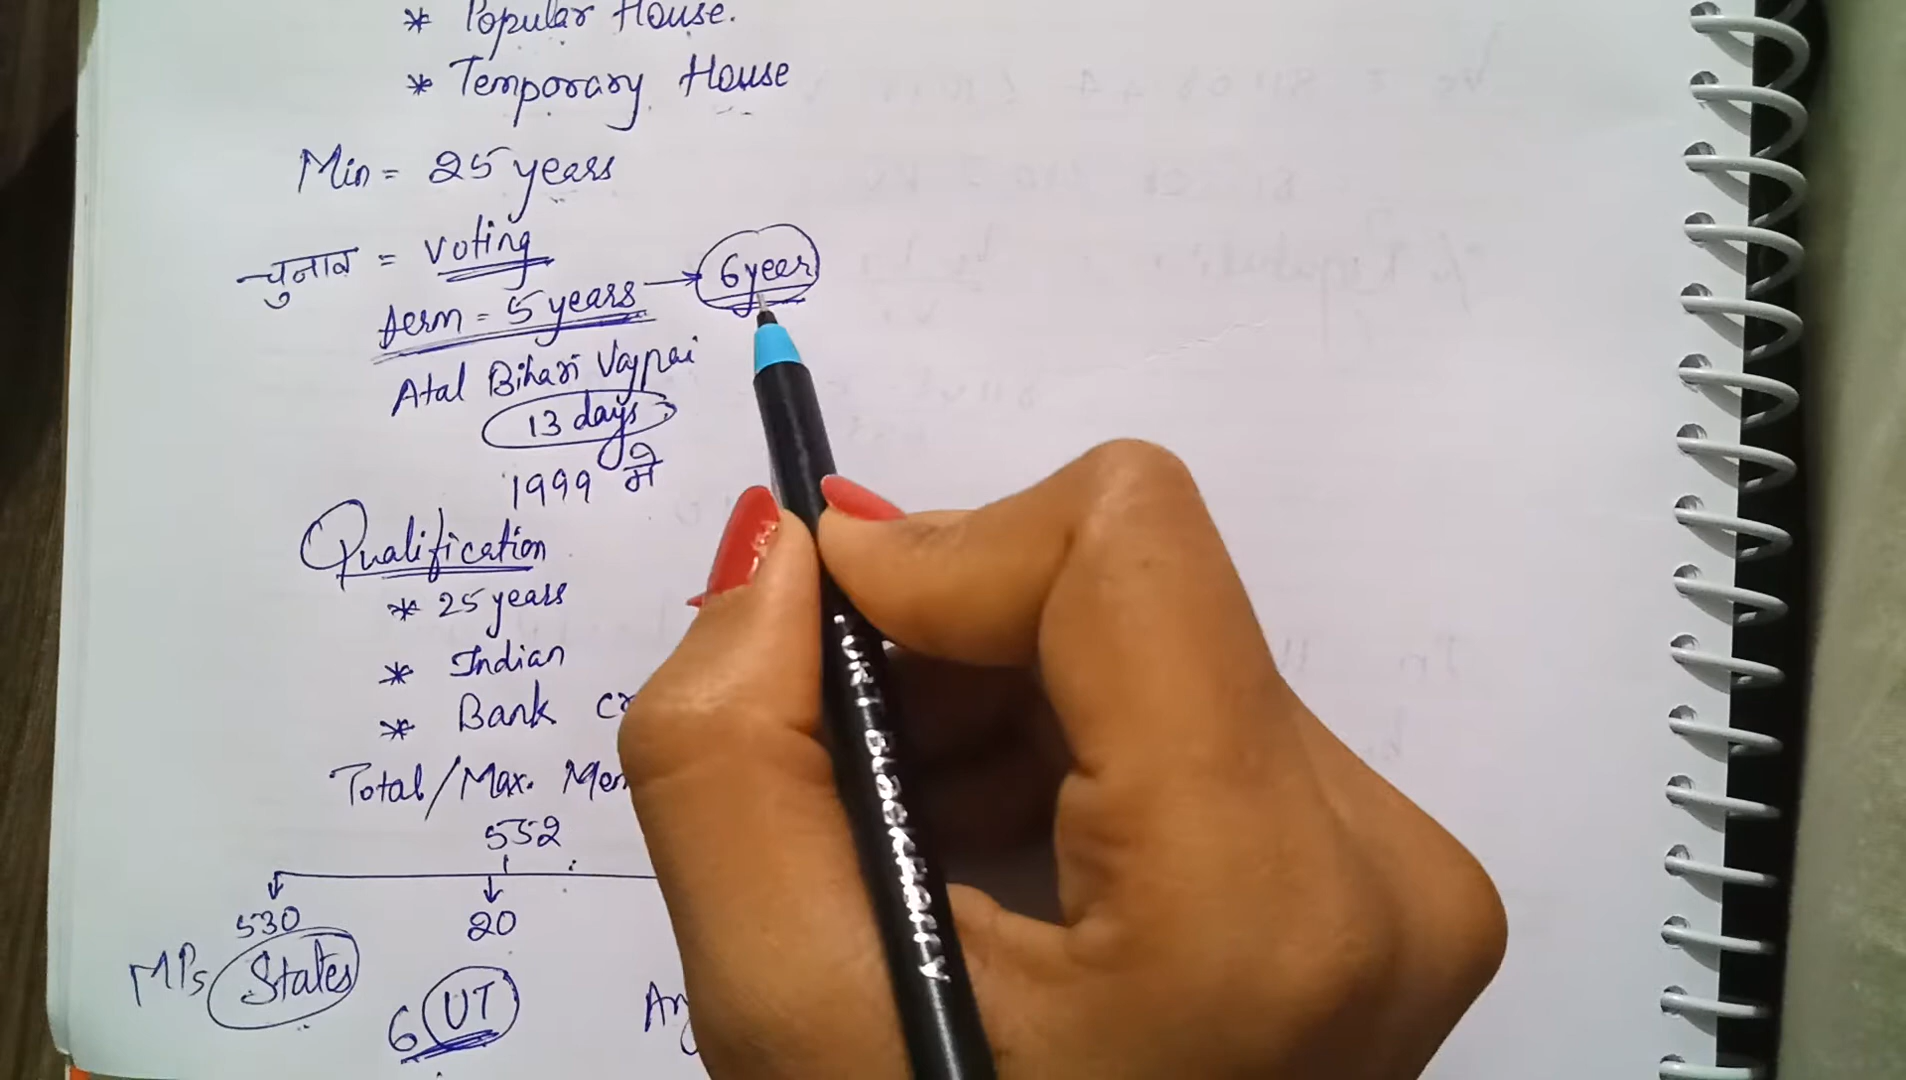 * Popular House.
* Temporary House
Min = 25 years
चुनाव = Voting
term = 5 years → 6 year
Atal Bihari Vajpai
13 days
1999 में
Qualification
* 25 years
* Indian
* Bank
Total/Max.
552
530 20
MPs States
6 UT